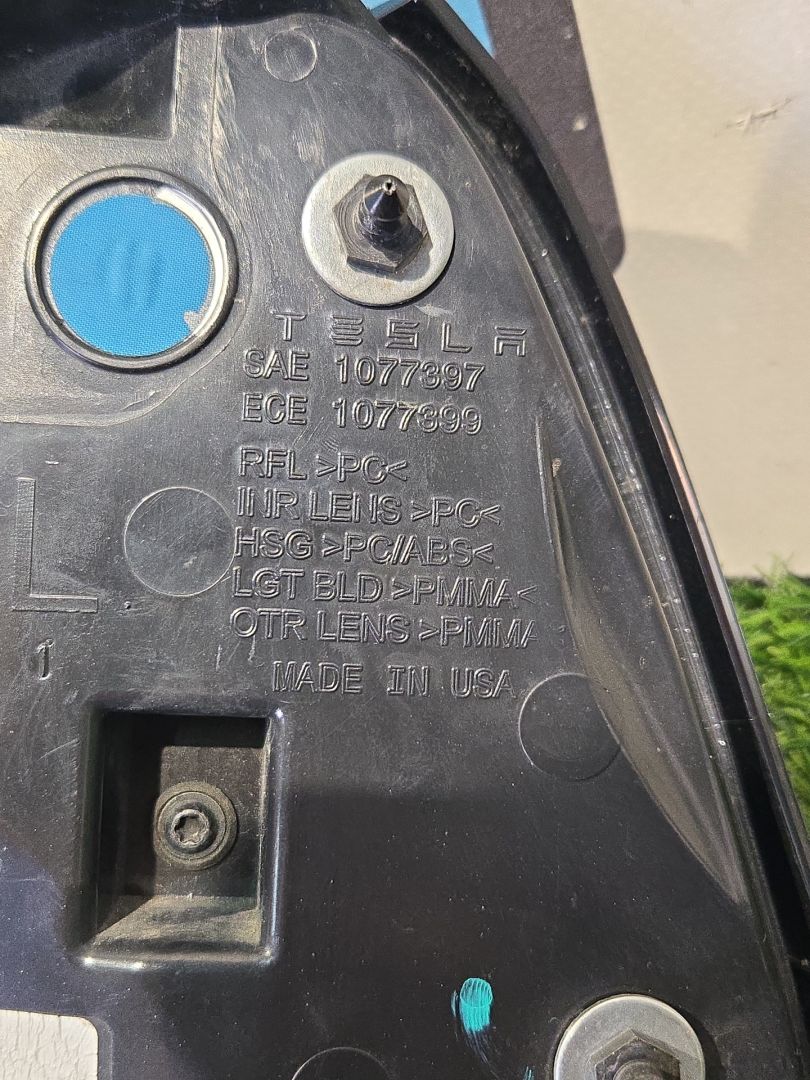 TESLA
SAE 1077397
ECE 1077399
RFL >PC<
INR LENS >PC<
HSG >PC/ABS<
LGT BLD >PMMA<
OTR LENS >PMMA
L
1
MADE IN USA